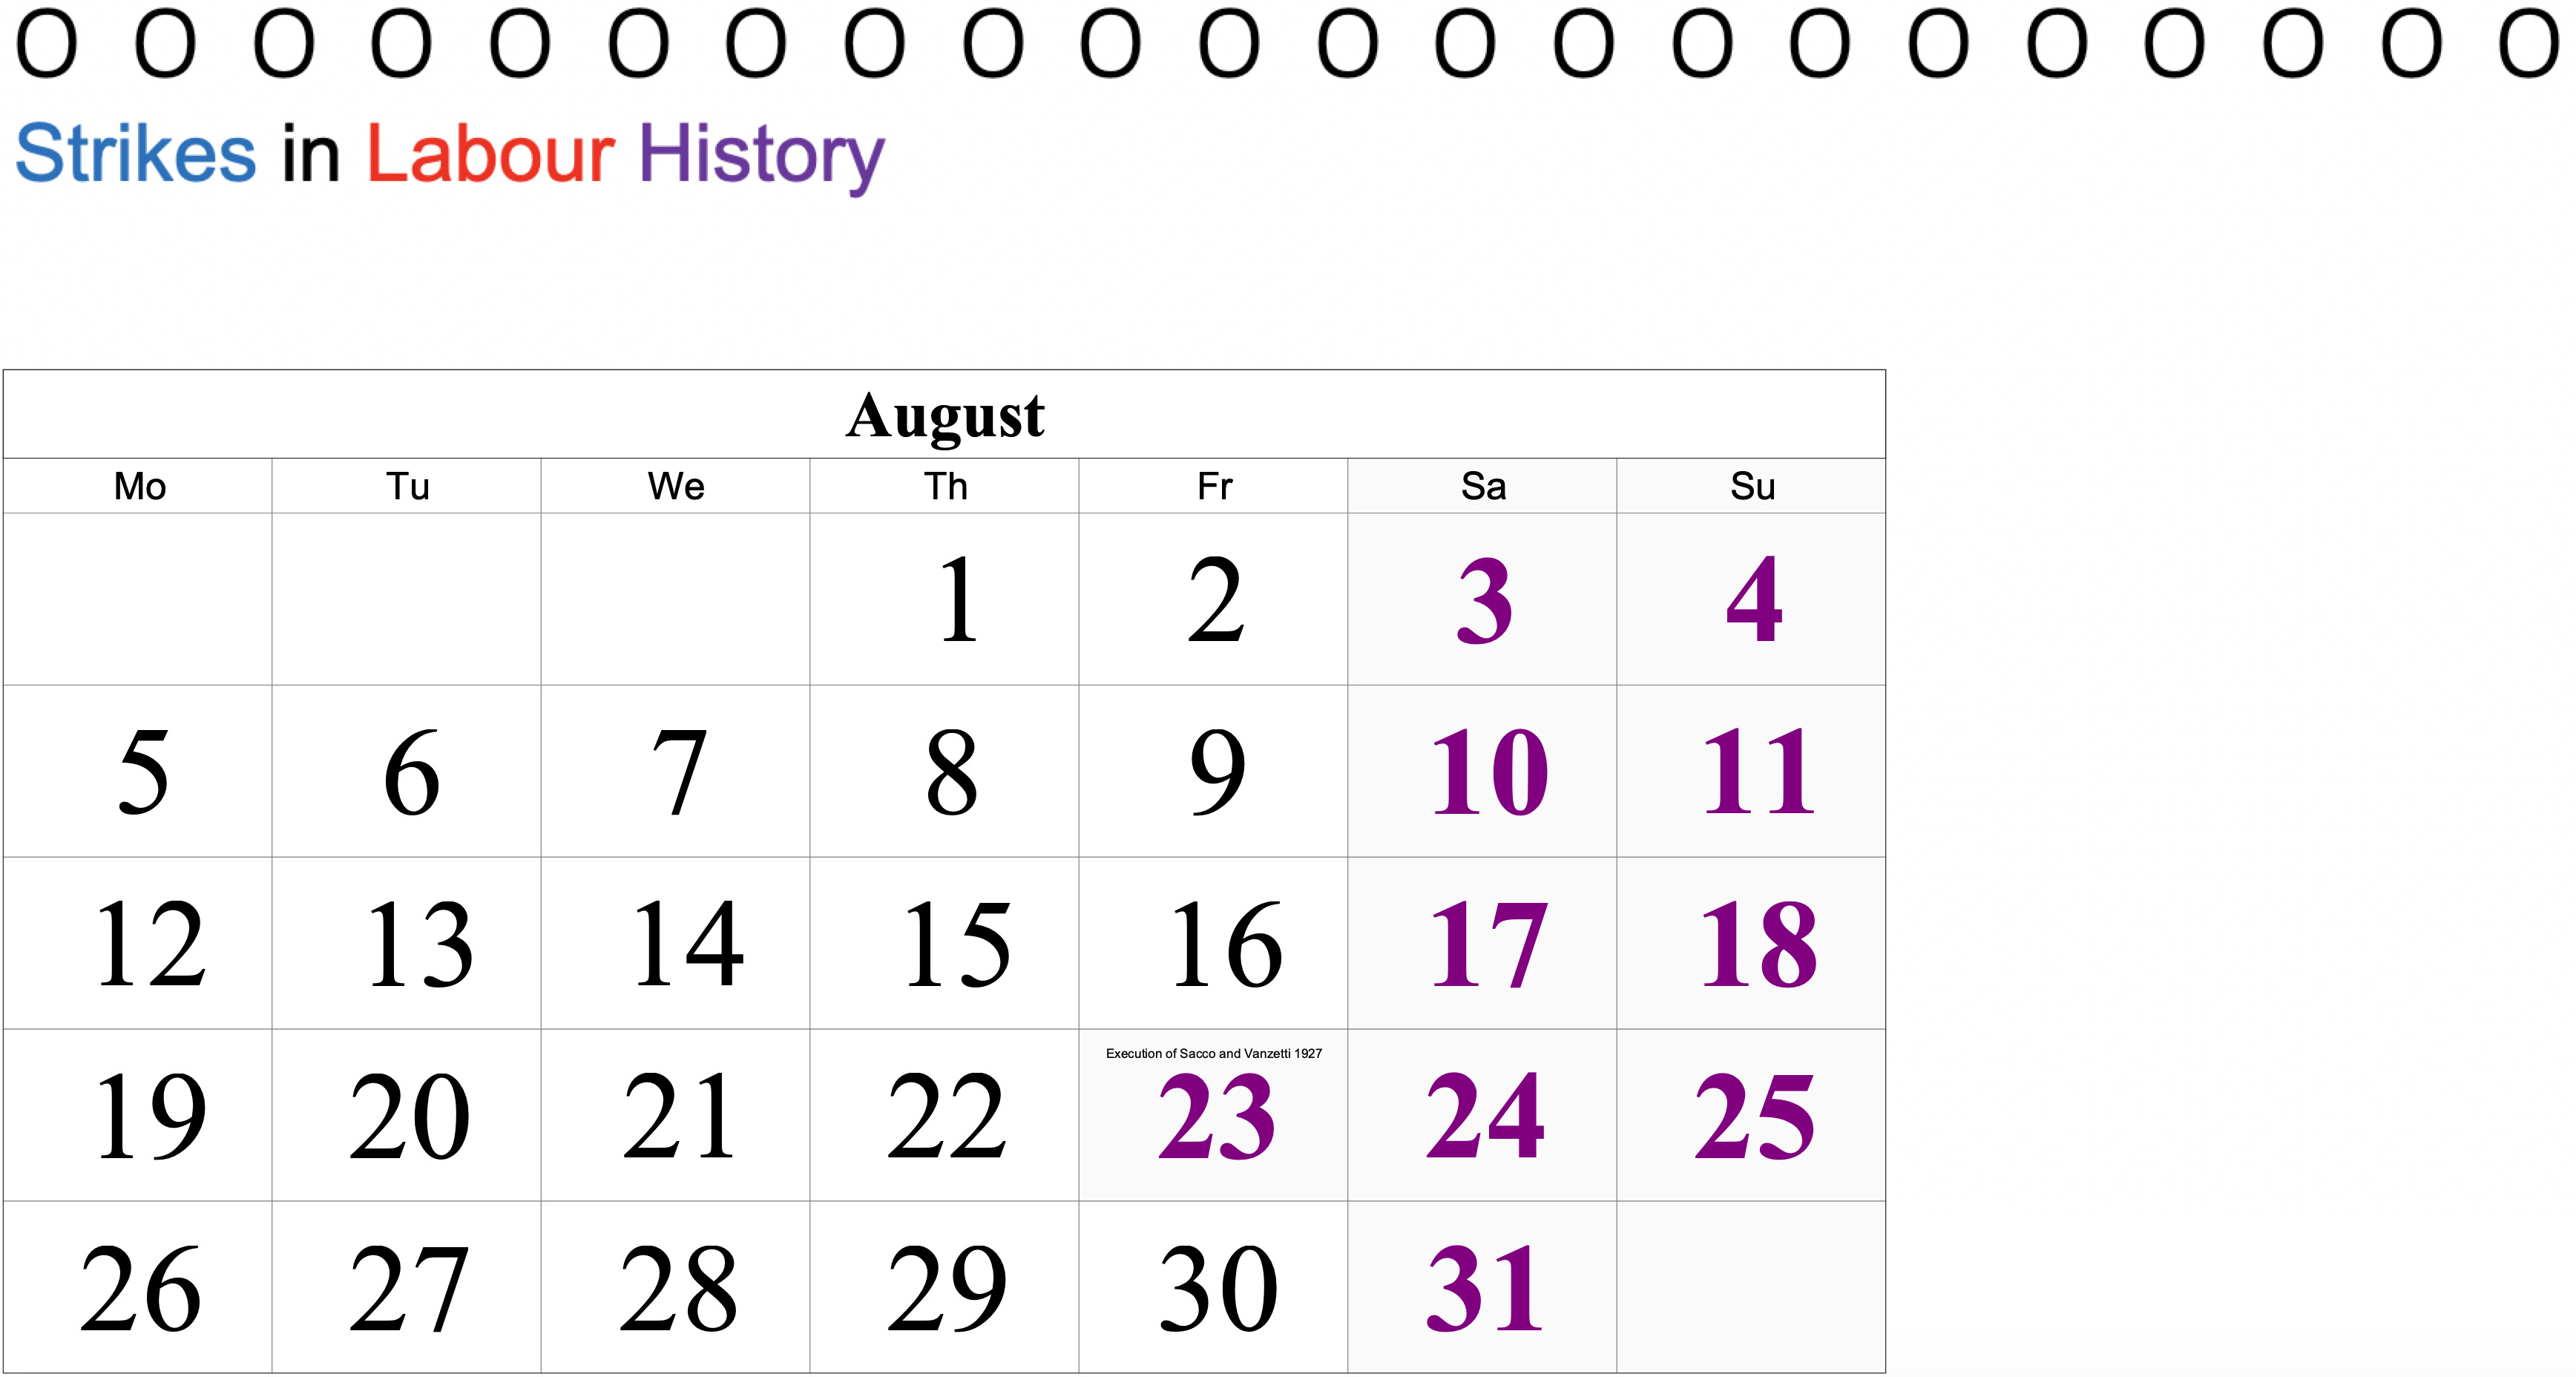 O O O O O O O O O O O O O O O O O O O O O O
Strikes in Labour History
August
Mo Tu We Th Fr Sa Su
1 2 3 4
5 6 7 8 9 10 11
12 13 14 15 16 17 18
Execution of Sacco and Vanzetti 1927
19 20 21 22 23 24 25
26 27 28 29 30 31